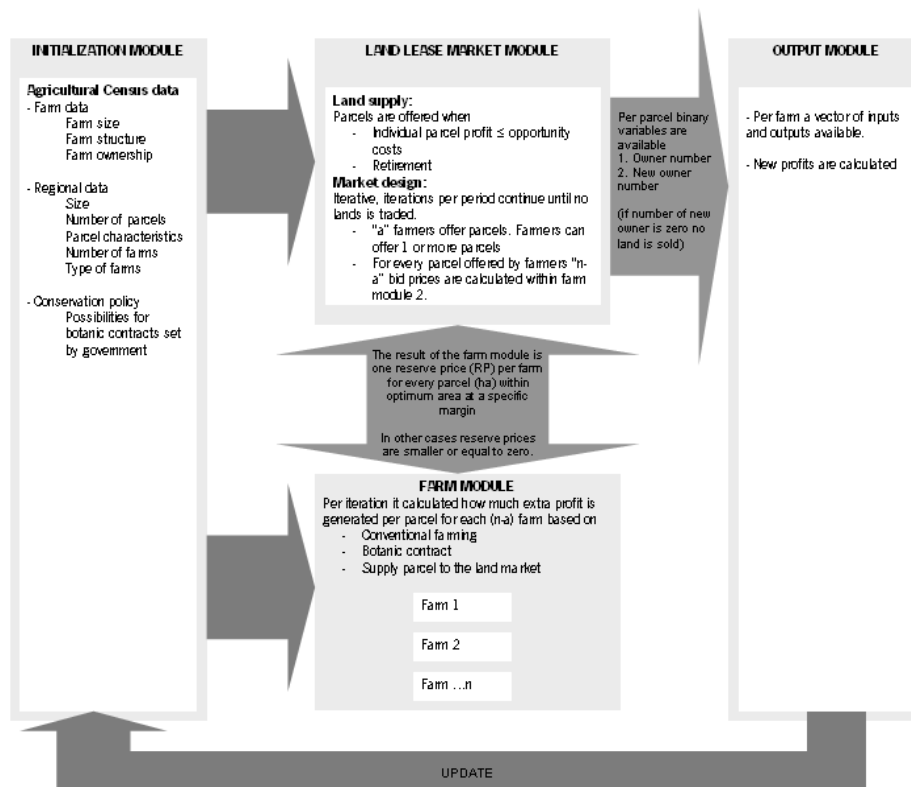 INITIALIZATION MODULE
Agricultural Census data
- Farm data
Farm size
Farm structure
Farm ownership
- Regional data
Size
Number of parcels
Parcel characteristics
Number of farms
Type of farms
- Conservation policy
Possibilities for
botanic contracts set
by government
LAND LEASE MARKET MODULE
Land supply:
Parcels are offered when
- Individual parcel profit ≤ opportunity
costs
- Retirement
Market design:
Iterative, iterations per period continue until no
lands is traded.
- "a" farmers offer parcels. Farmers can
offer 1 or more parcels
- For every parcel offered by farmers "n-
a" bid prices are calculated within farm
module 2.
Per parcel binary
variables are
available
1. Owner number
2. New owner
number
(if number of new
owner is zero no
land is sold)
OUTPUT MODULE
- Per farm a vector of inputs
and outputs available.
- New profits are calculated
The result of the farm module is
one reserve price (RP) per farm
for every parcel (ha) within
optimum area at a specific
margin
In other cases reserve prices
are smaller or equal to zero.
FARM MODULE
Per iteration it calculated how much extra profit is
generated per parcel for each (n-a) farm based on
- Conventional farming
- Botanic contract
- Supply parcel to the land market
Farm 1
Farm 2
Farm ...n
UPDATE